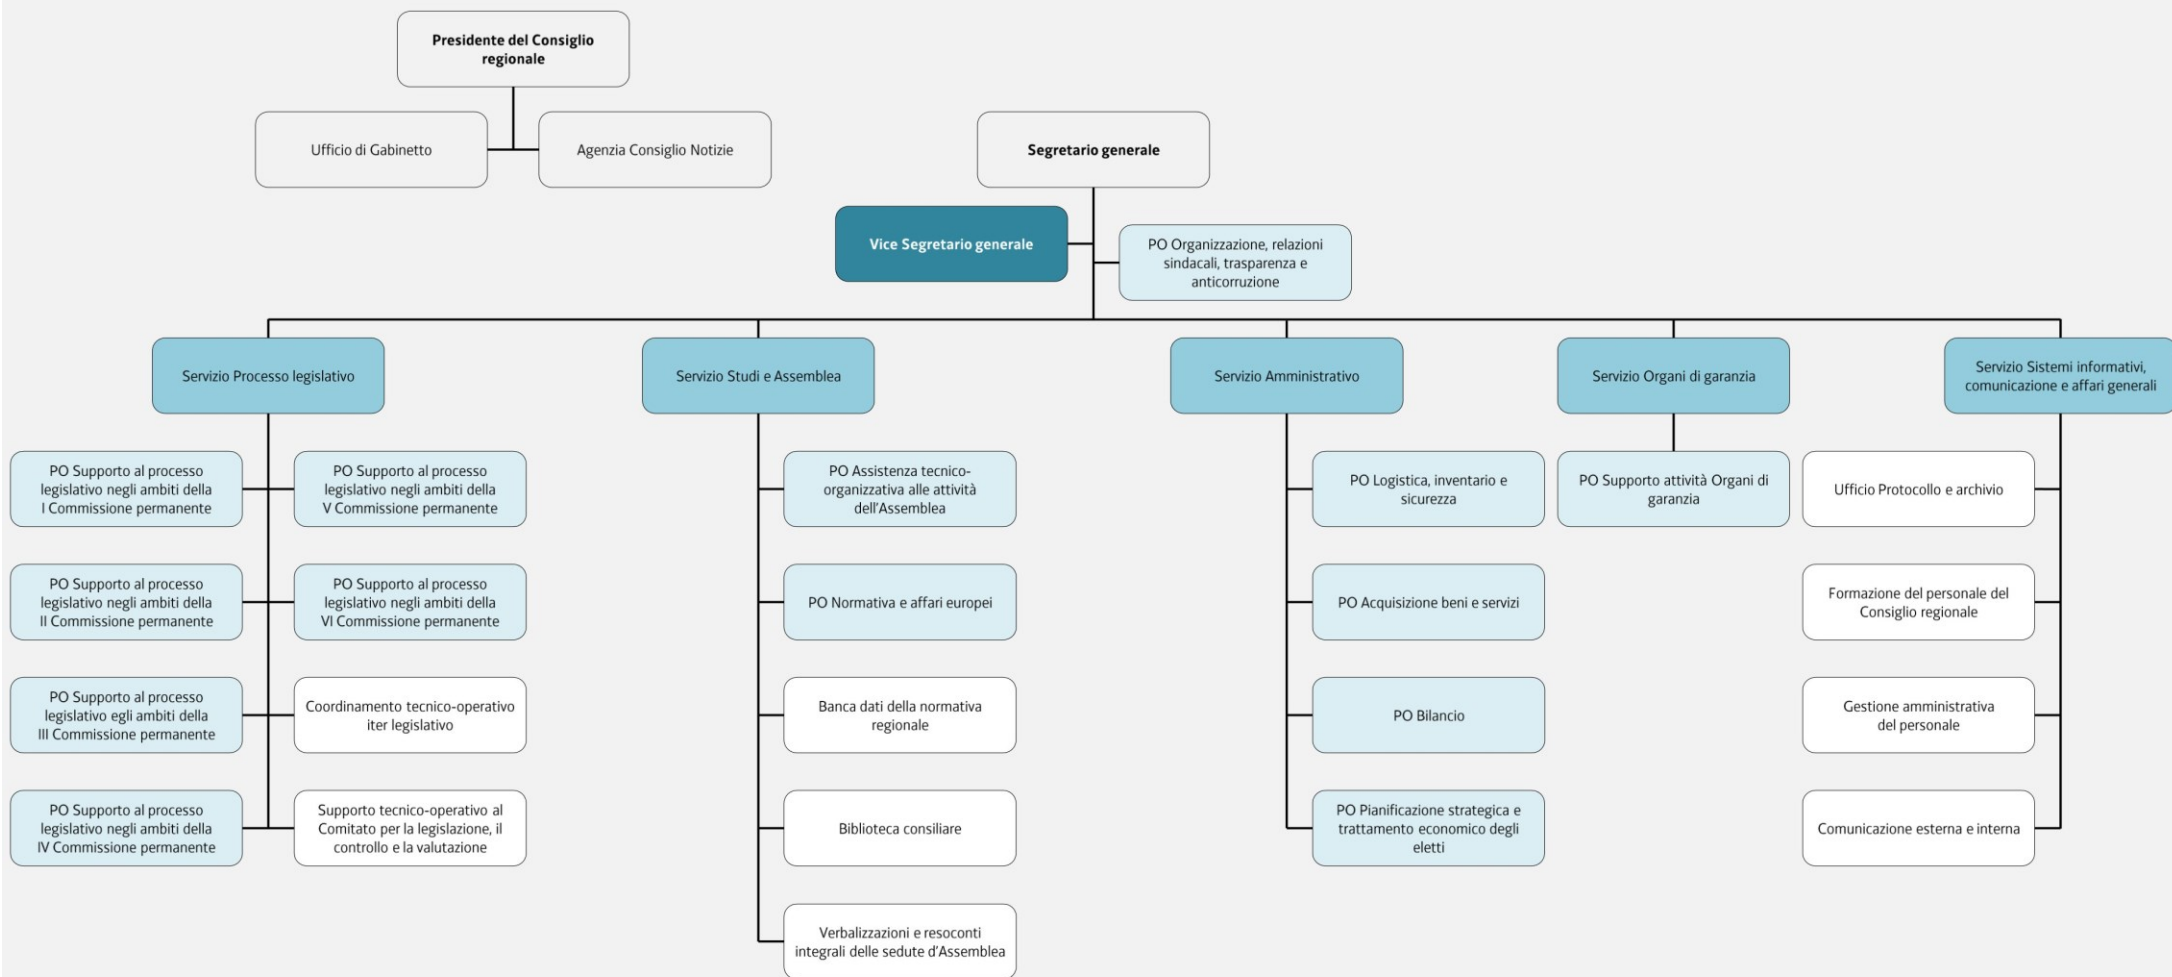 Presidente del Consiglio
regionale
Ufficio di Gabinetto
Agenzia Consiglio Notizie
Segretario generale
Vice Segretario generale
PO Organizzazione, relazioni
sindacali, trasparenza e
anticorruzione
Servizio Processo legislativo
Servizio Studi e Assemblea
Servizio Amministrativo
Servizio Organi di garanzia
Servizio Sistemi informativi,
comunicazione e affari generali
PO Supporto al processo
legislativo negli ambiti della
I Commissione permanente
PO Supporto al processo
legislativo negli ambiti della
V Commissione permanente
PO Assistenza tecnico-
organizzativa alle attività
dell'Assemblea
PO Logistica, inventario e
sicurezza
PO Supporto attività Organi di
garanzia
Ufficio Protocollo e archivio
PO Supporto al processo
legislativo negli ambiti della
II Commissione permanente
PO Supporto al processo
legislativo negli ambiti della
VI Commissione permanente
PO Normativa e affari europei
PO Acquisizione beni e servizi
Formazione del personale del
Consiglio regionale
PO Supporto al processo
legislativo egli ambiti della
III Commissione permanente
Coordinamento tecnico-operativo
iter legislativo
Banca dati della normativa
regionale
PO Bilancio
Gestione amministrativa
del personale
PO Supporto al processo
legislativo negli ambiti della
IV Commissione permanente
Supporto tecnico-operativo al
Comitato per la legislazione, il
controllo e la valutazione
Biblioteca consiliare
PO Pianificazione strategica e
trattamento economico degli
eletti
Comunicazione esterna e interna
Verbalizzazioni e resoconti
integrali delle sedute d'Assemblea